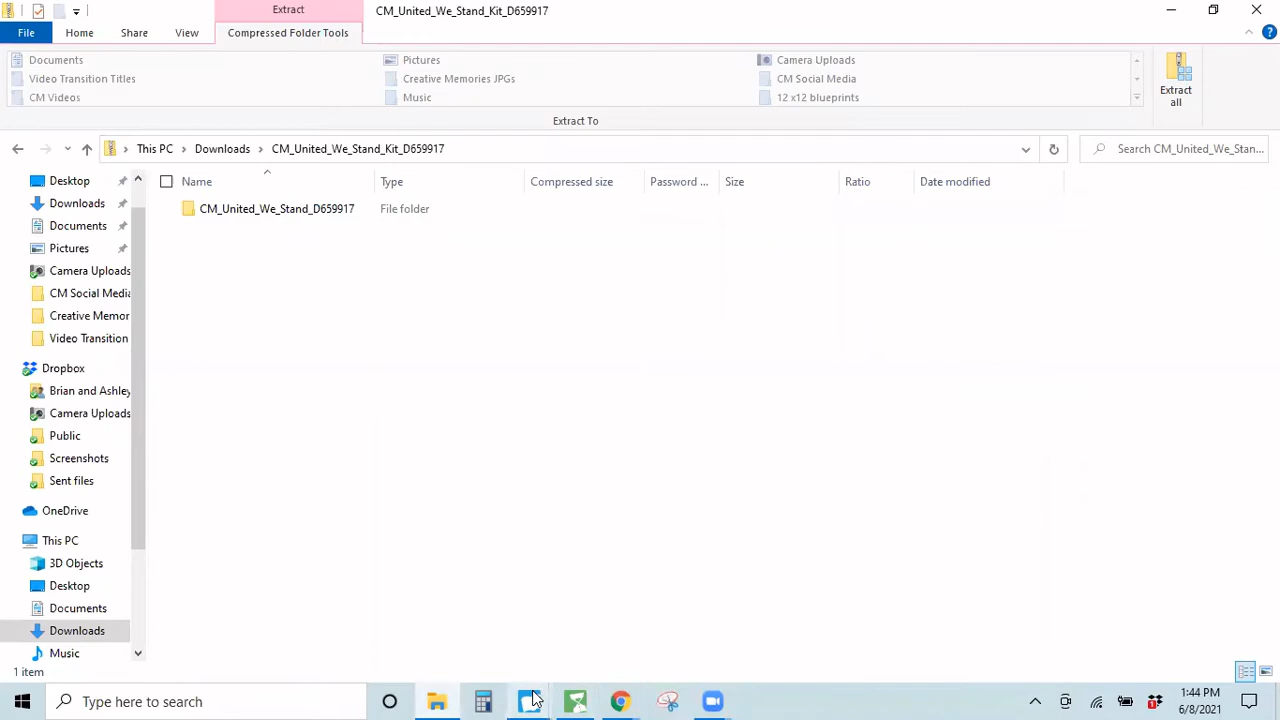 Extract
CM_United_We_Stand_Kit_D659917
File
Home
Share
View
Compressed Folder Tools
Documents
Pictures
Camera Uploads
Video Transition Titles
Creative Memories JPGs
CM Social Media
CM Videos
Music
12 x12 blueprints
Extract all
Extract To
This PC > Downloads > CM_United_We_Stand_Kit_D659917
Search CM_United_We_Stan...
Name
Type
Compressed size
Password ...
Size
Ratio
Date modified
CM_United_We_Stand_D659917
File folder
Desktop
Downloads
Documents
Pictures
Camera Uploads
CM Social Media
Creative Memor
Video Transition
Dropbox
Brian and Ashley
Camera Uploads
Public
Screenshots
Sent files
OneDrive
This PC
3D Objects
Desktop
Documents
Downloads
Music
1 item
Type here to search
1:44 PM
6/8/2021